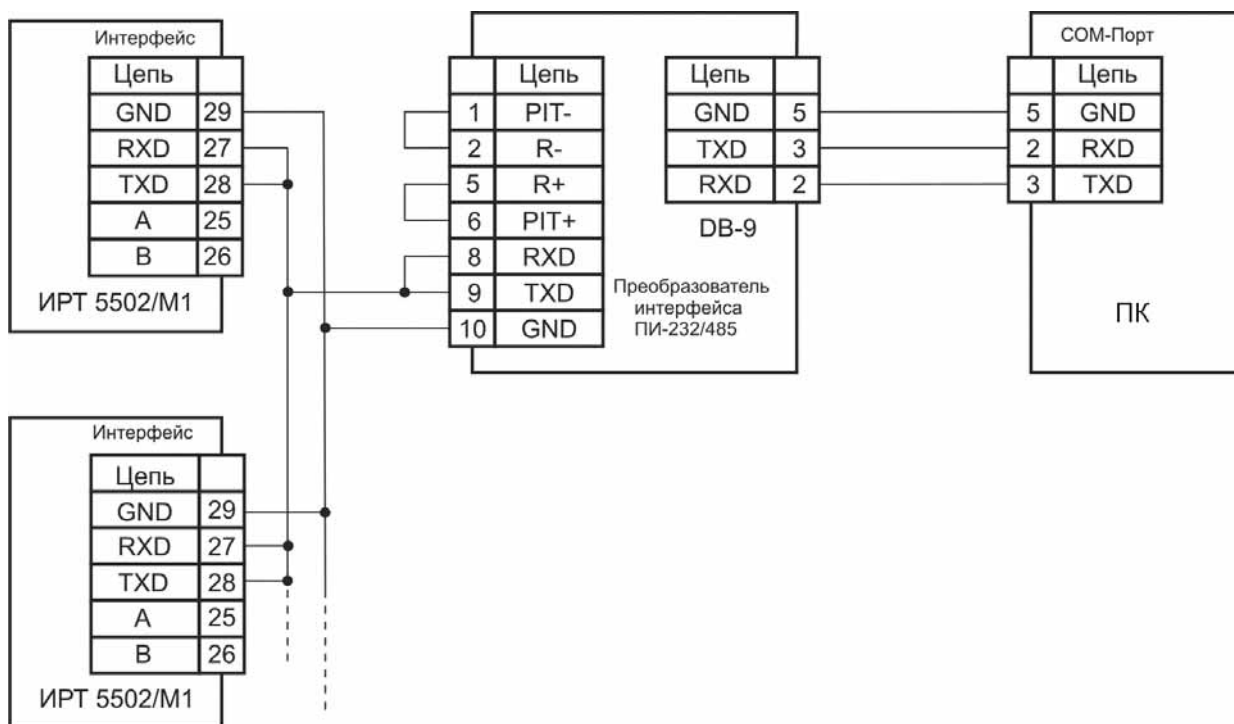 Интерфейс
Цепь
GND 29
RXD 27
TXD 28
A 25
B 26
ИРТ 5502/М1
Цепь
1 PIT-
2 R-
5 R+
6 PIT+
8 RXD
9 TXD
10 GND
Цепь
GND 5
TXD 3
RXD 2
DB-9
Преобразователь
интерфейса
ПИ-232/485
COM-Порт
Цепь
5 GND
2 RXD
3 TXD
ПК
Интерфейс
Цепь
GND 29
RXD 27
TXD 28
A 25
B 26
ИРТ 5502/М1